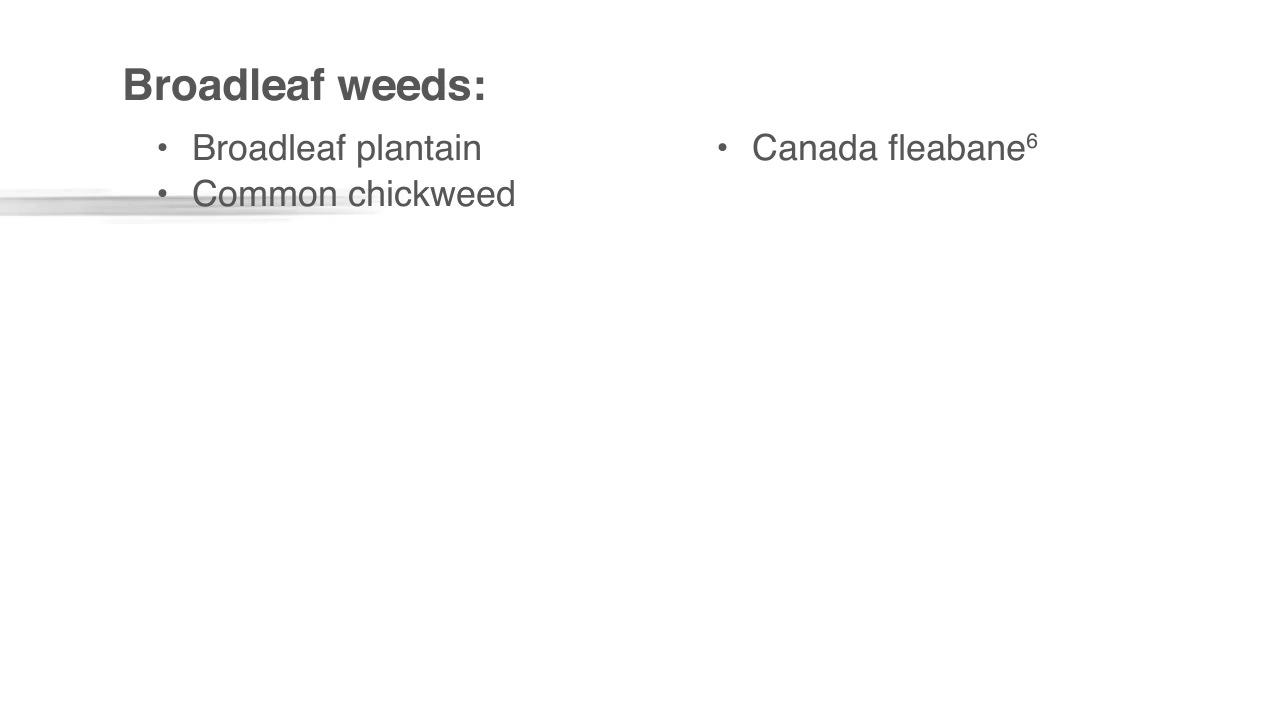 Broadleaf weeds:
• Broadleaf plantain
• Common chickweed
• Canada fleabane⁶